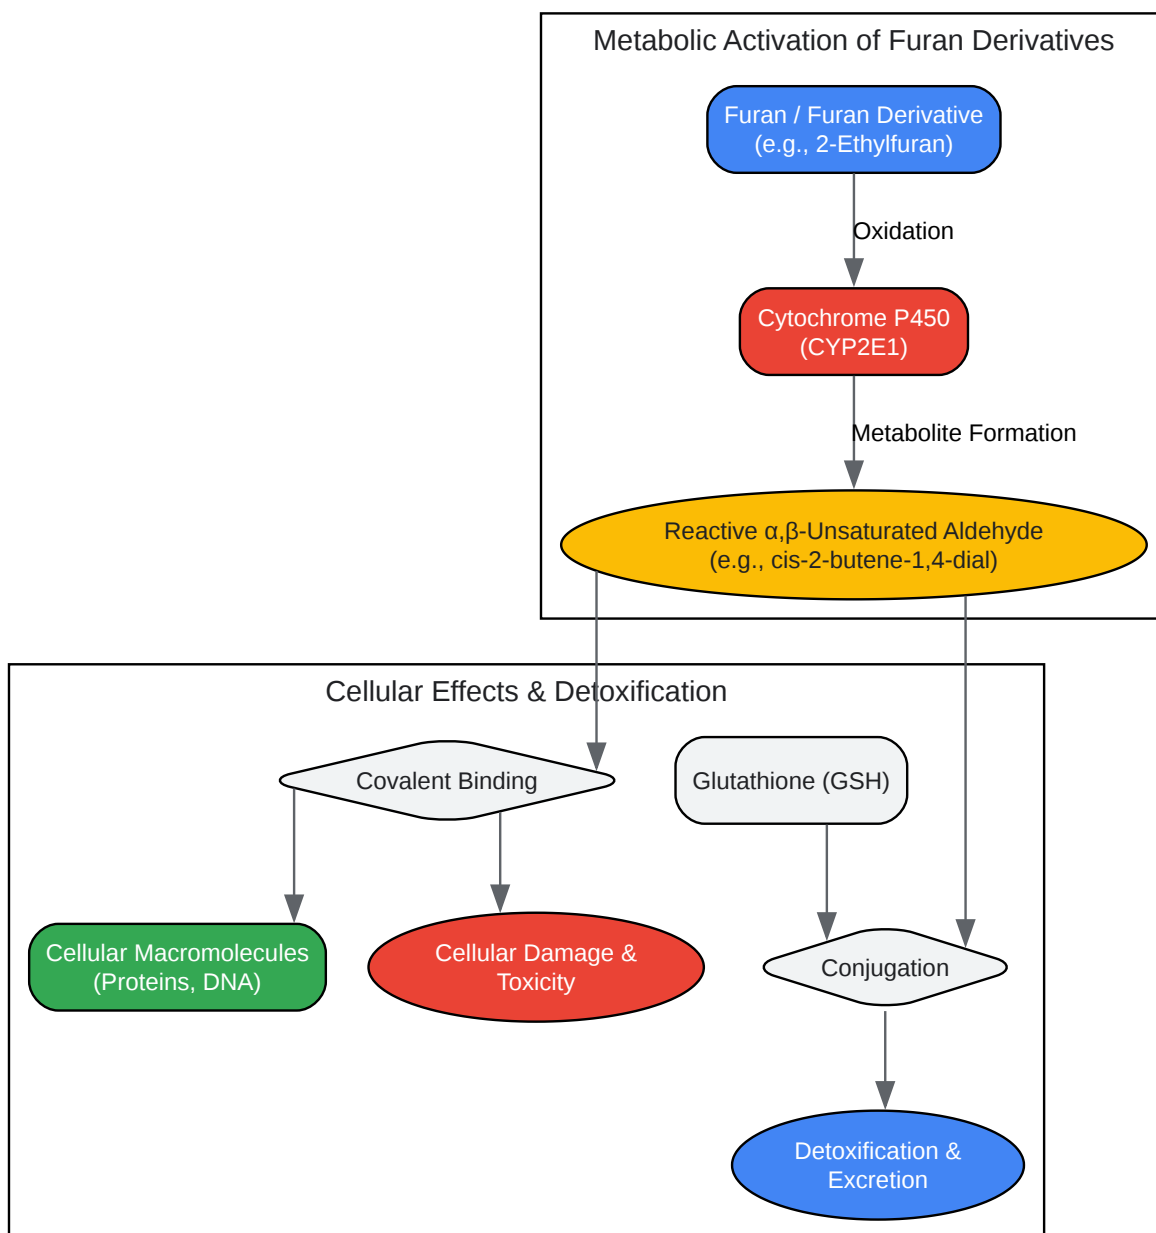 Metabolic Activation of Furan Derivatives
Furan / Furan Derivative
(e.g., 2-Ethylfuran)
Oxidation
Cytochrome P450
(CYP2E1)
Metabolite Formation
Reactive α,β-Unsaturated Aldehyde
(e.g., cis-2-butene-1,4-dial)
Cellular Effects & Detoxification
Covalent Binding
Glutathione (GSH)
Cellular Macromolecules
(Proteins, DNA)
Cellular Damage &
Toxicity
Conjugation
Detoxification &
Excretion